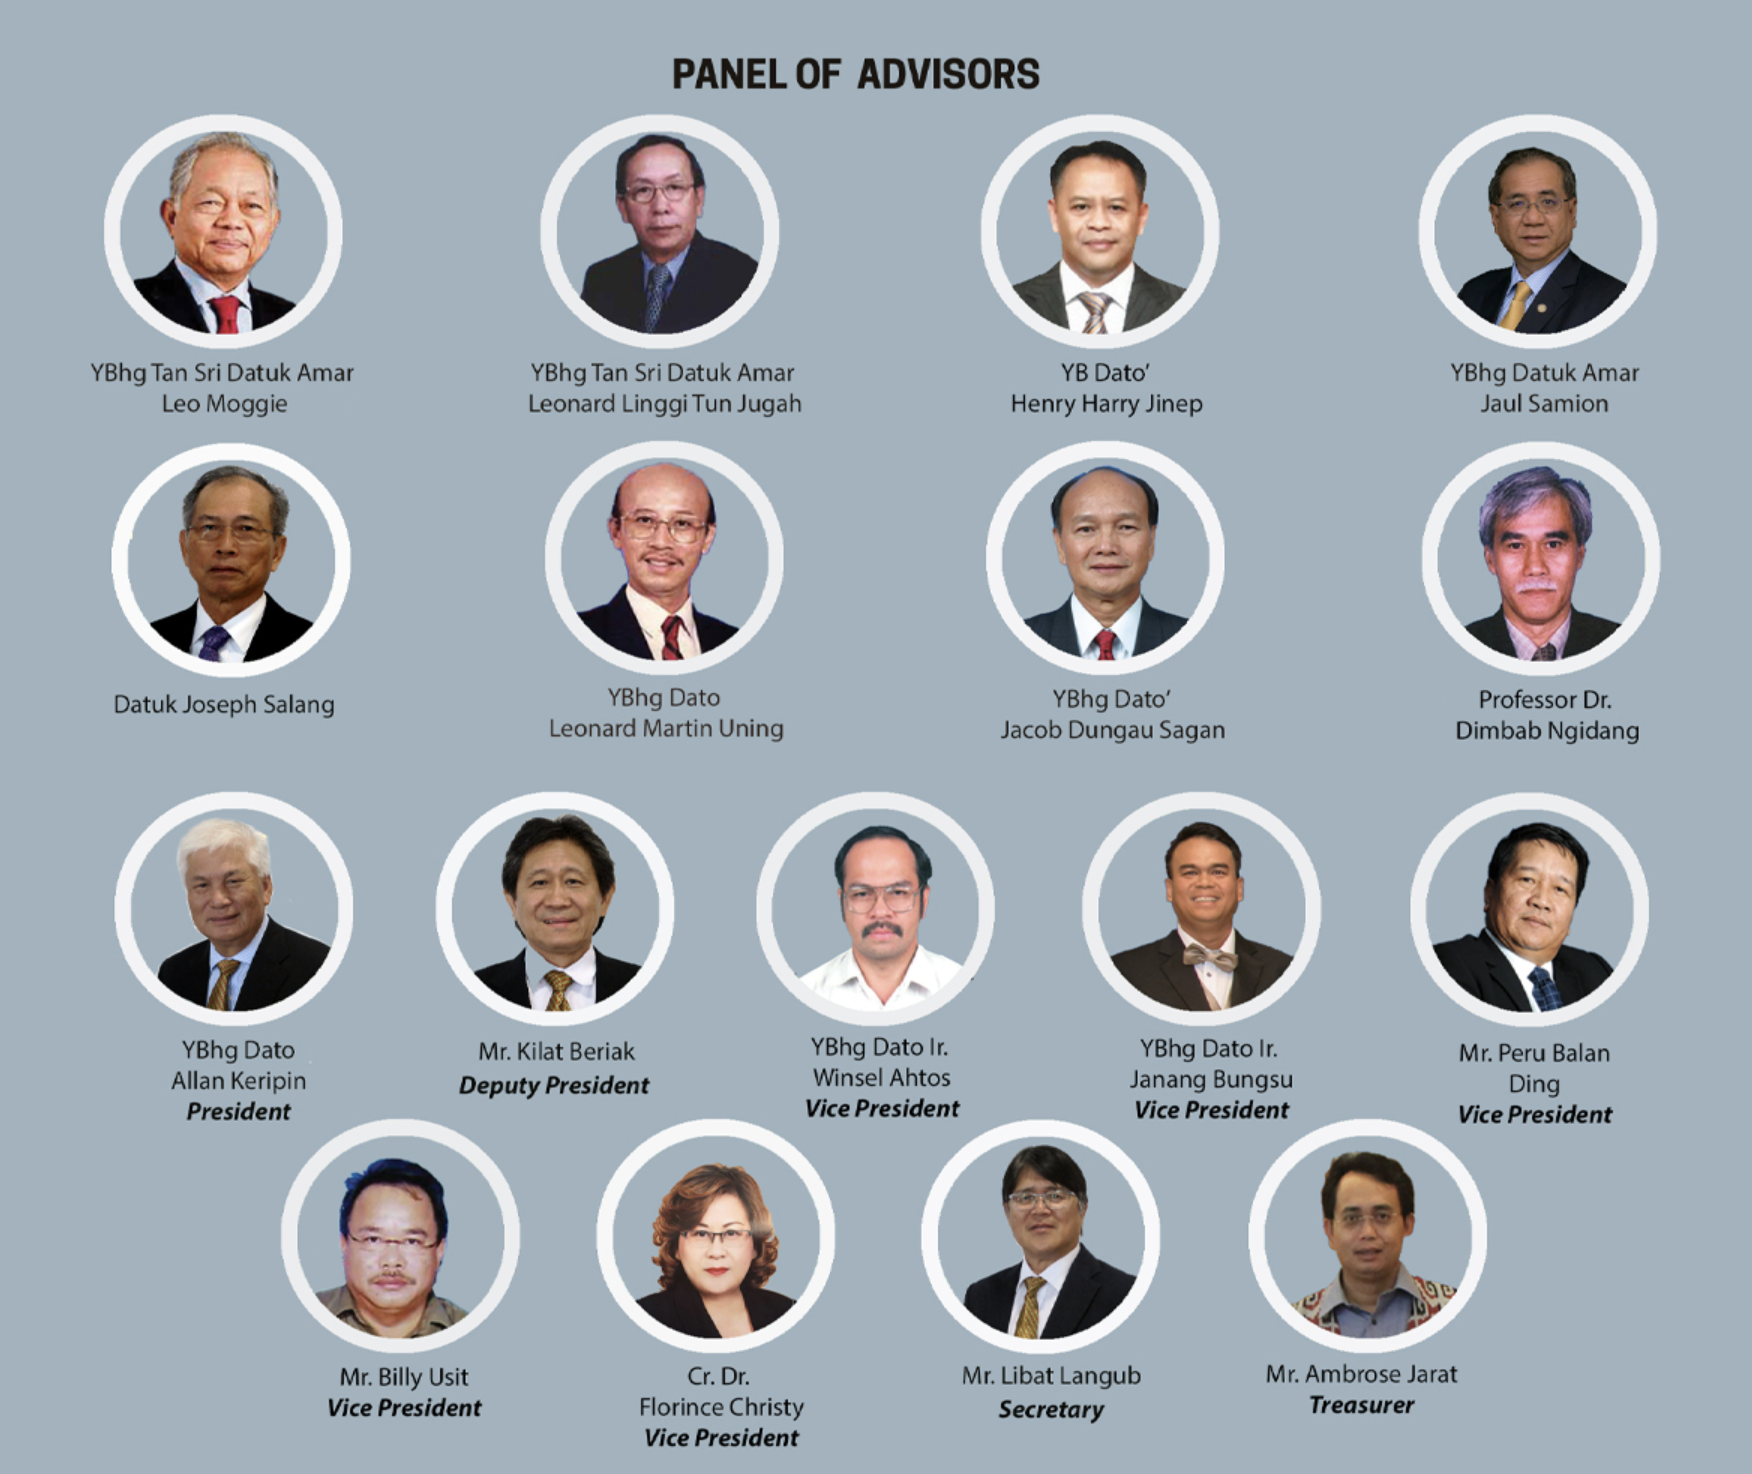 PANEL OF ADVISORS
YBhg Tan Sri Datuk Amar
Leo Moggie
YBhg Tan Sri Datuk Amar
Leonard Linggi Tun Jugah
YB Dato’
Henry Harry Jinep
YBhg Datuk Amar
Jaul Samion
Datuk Joseph Salang
YBhg Dato
Leonard Martin Uning
YBhg Dato’
Jacob Dungau Sagan
Professor Dr.
Dimbab Ngidang
YBhg Dato
Allan Keripin
President
Mr. Kilat Beriak
Deputy President
YBhg Dato Ir.
Winsel Ahtos
Vice President
YBhg Dato Ir.
Janang Bungsu
Vice President
Mr. Peru Balan
Ding
Vice President
Mr. Billy Usit
Vice President
Cr. Dr.
Florince Christy
Vice President
Mr. Libat Langub
Secretary
Mr. Ambrose Jarat
Treasurer